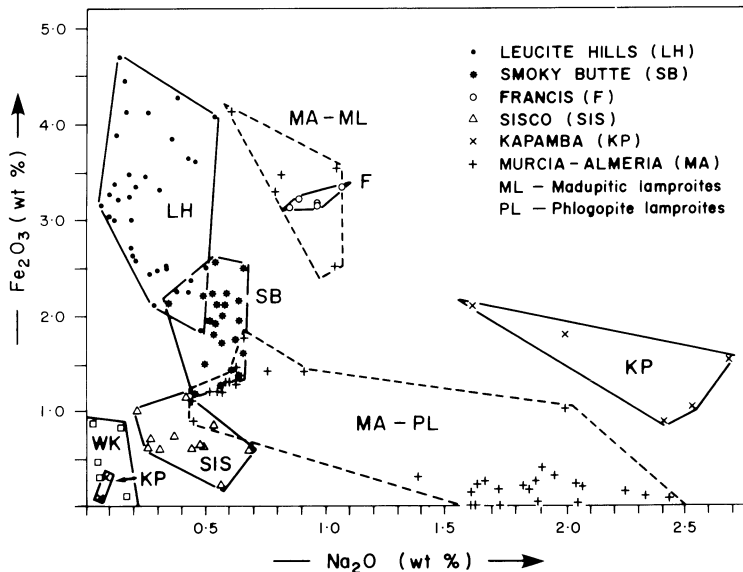 5.0
4.0
3.0
2.0
1.0
0
Fe2O3 (wt %)
LEUCITE HILLS (LH)
SMOKY BUTTE (SB)
FRANCIS (F)
SISCO (SIS)
KAPAMBA (KP)
MURCIA-ALMERIA (MA)
ML - Madupitic lamproites
PL - Phlogopite lamproites
MA-ML
F
LH
SB
KP
MA-PL
WK
KP
SIS
0.5
1.0
1.5
2.0
2.5
Na2O (wt %)